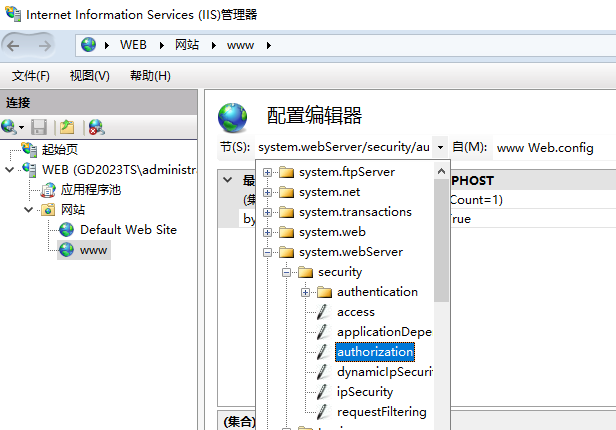 Internet Information Services (IIS)管理器
WEB 网站 www
文件(F) 视图(V) 帮助(H)
连接
起始页
WEB (GD2023TS\administra
应用程序池
网站
Default Web Site
www
配置编辑器
节(S): system.webServer/security/au 自(M): www Web.config
system.ftpServer
system.net
system.transactions
system.web
system.webServer
security
authentication
access
applicationDepe
authorization
dynamicIpSecurit
ipSecurity
requestFiltering
最
PHOST
(集
Count=1)
by
rue
(集合)